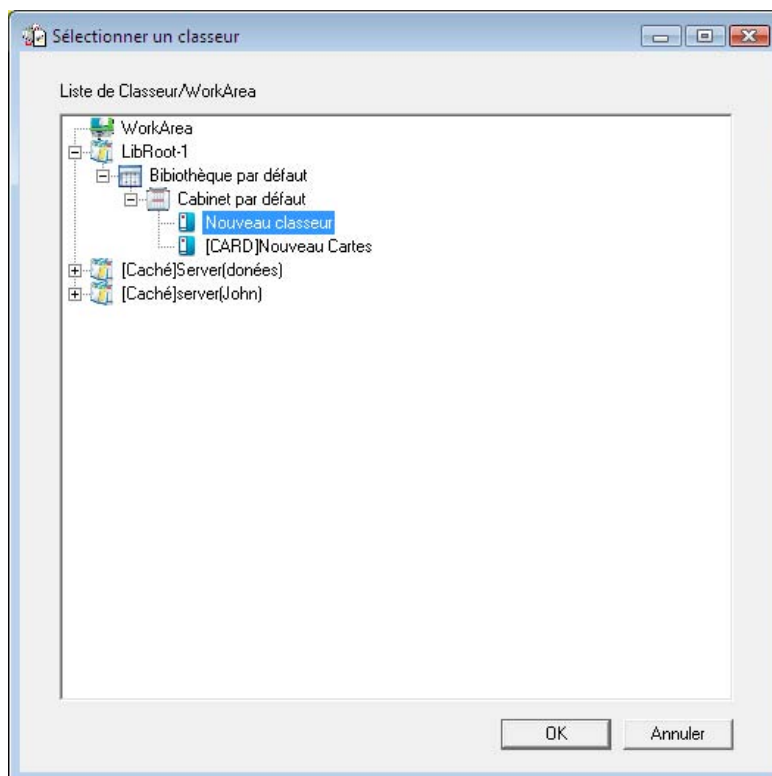 Sélectionner un classeur
Liste de Classeur/WorkArea
WorkArea
LibRoot-1
Bibiothèque par défaut
Cabinet par défaut
Nouveau classeur
[CARD]Nouveau Cartes
[Caché]Server(donées)
[Caché]server(John)
OK Annuler